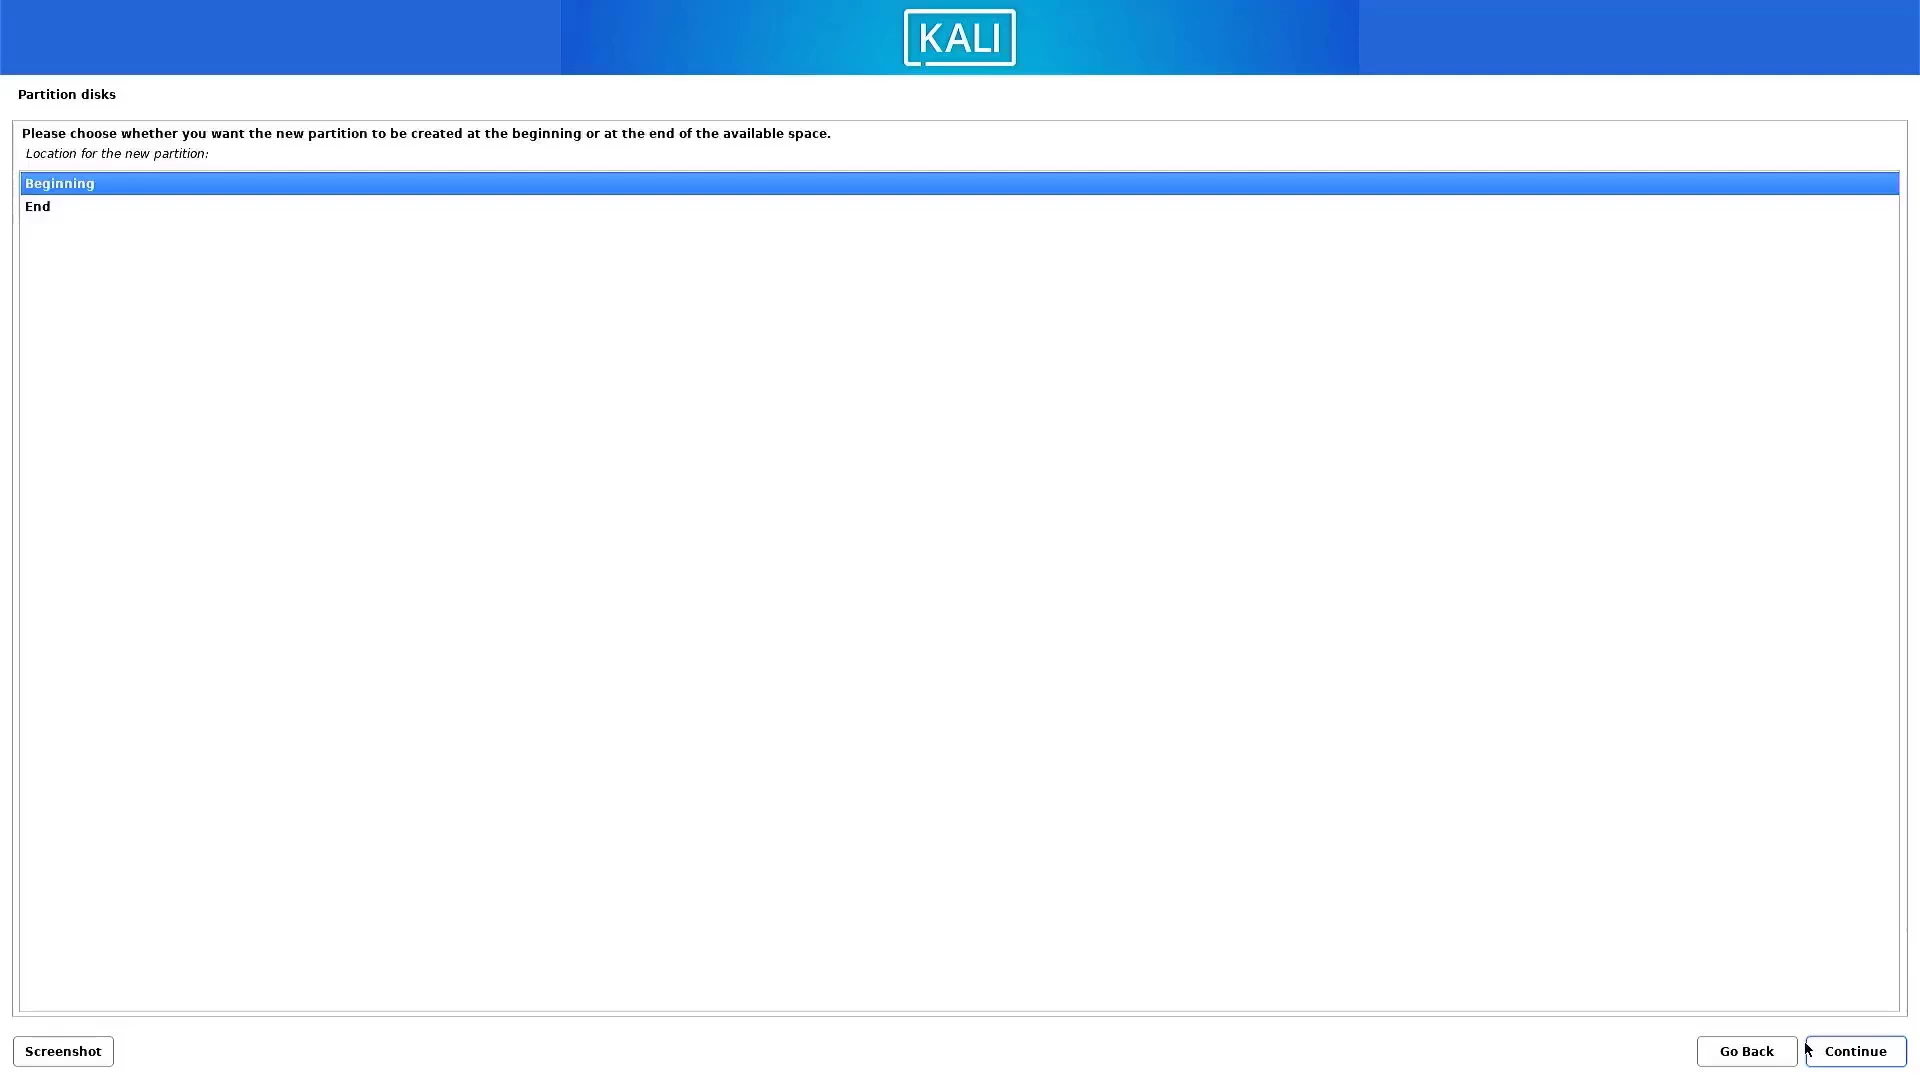 KALI
Partition disks
Please choose whether you want the new partition to be created at the beginning or at the end of the available space.
Location for the new partition:
Beginning
End
Screenshot
Go Back
Continue